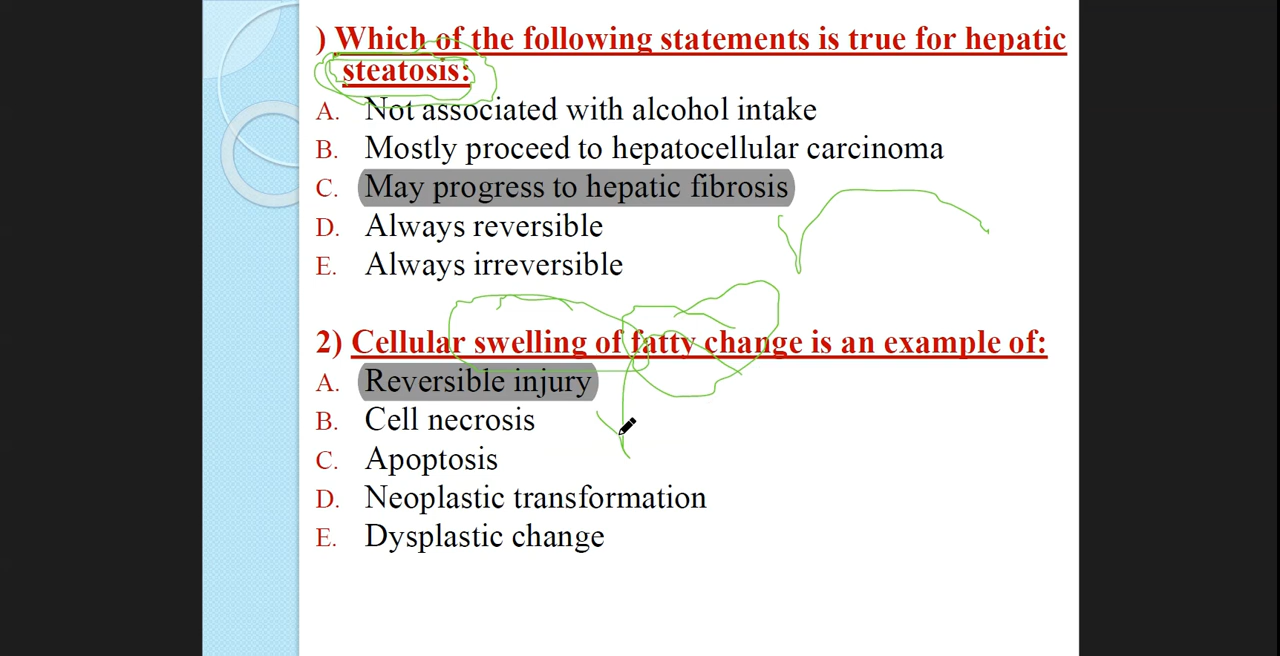 ) Which of the following statements is true for hepatic
steatosis:
A. Not associated with alcohol intake
B. Mostly proceed to hepatocellular carcinoma
C. May progress to hepatic fibrosis
D. Always reversible
E. Always irreversible
2) Cellular swelling of fatty change is an example of:
A. Reversible injury
B. Cell necrosis
C. Apoptosis
D. Neoplastic transformation
E. Dysplastic change